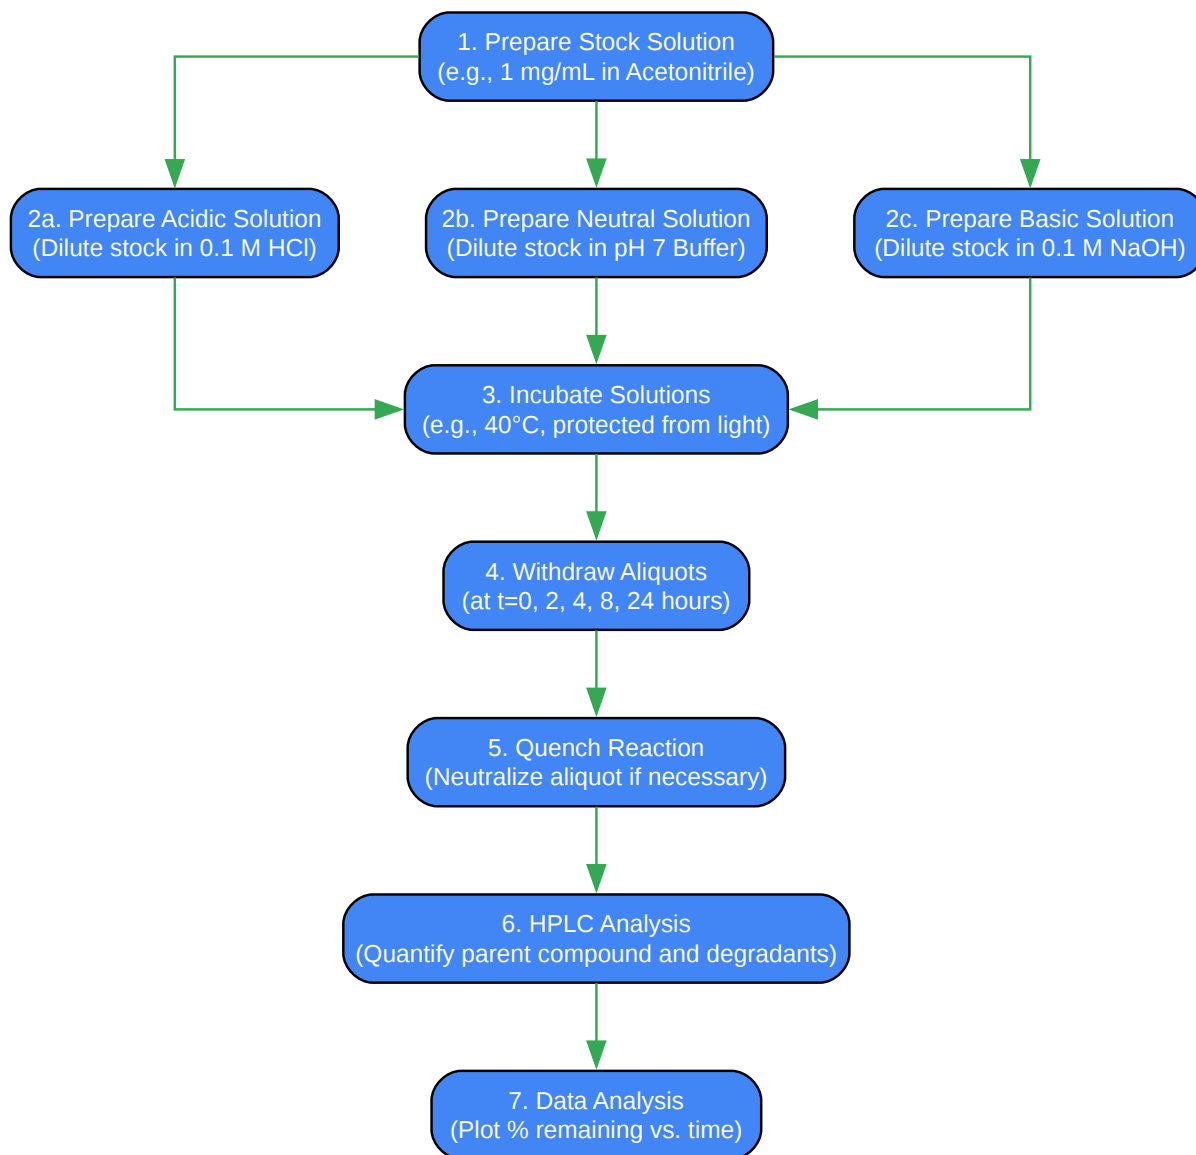 1. Prepare Stock Solution
(e.g., 1 mg/mL in Acetonitrile)
2a. Prepare Acidic Solution
(Dilute stock in 0.1 M HCl)
2b. Prepare Neutral Solution
(Dilute stock in pH 7 Buffer)
2c. Prepare Basic Solution
(Dilute stock in 0.1 M NaOH)
3. Incubate Solutions
(e.g., 40°C, protected from light)
4. Withdraw Aliquots
(at t=0, 2, 4, 8, 24 hours)
5. Quench Reaction
(Neutralize aliquot if necessary)
6. HPLC Analysis
(Quantify parent compound and degradants)
7. Data Analysis
(Plot % remaining vs. time)